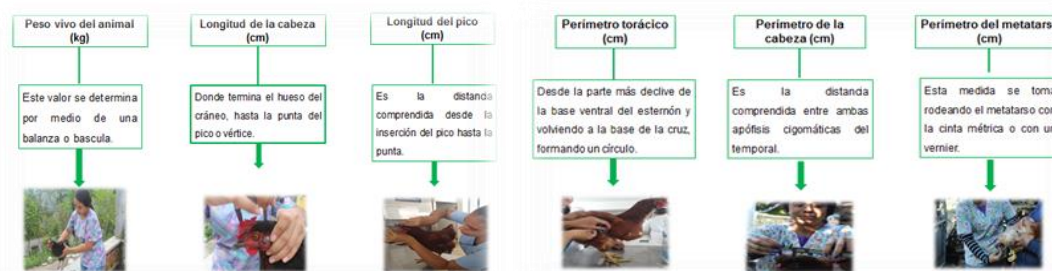 Peso vivo del animal
(kg)
Este valor se determina
por medio de una
balanza o bascula.
Longitud de la cabeza
(cm)
Donde termina el hueso del
cráneo, hasta la punta del
pico o vértice.
Longitud del pico
(cm)
Es la distancia
comprendida desde la
inserción del pico hasta la
punta.
Perímetro torácico
(cm)
Desde la parte más declive de
la base ventral del esternón y
volviendo a la base de la cruz,
formando un círculo.
Perímetro de la
cabeza (cm)
Es la distancia
comprendida entre ambas
apófisis cigomáticas del
temporal.
Perímetro del metatars
(cm)
Esta medida se toma
rodeando el metatarso con
la cinta métrica o con un
vernier.